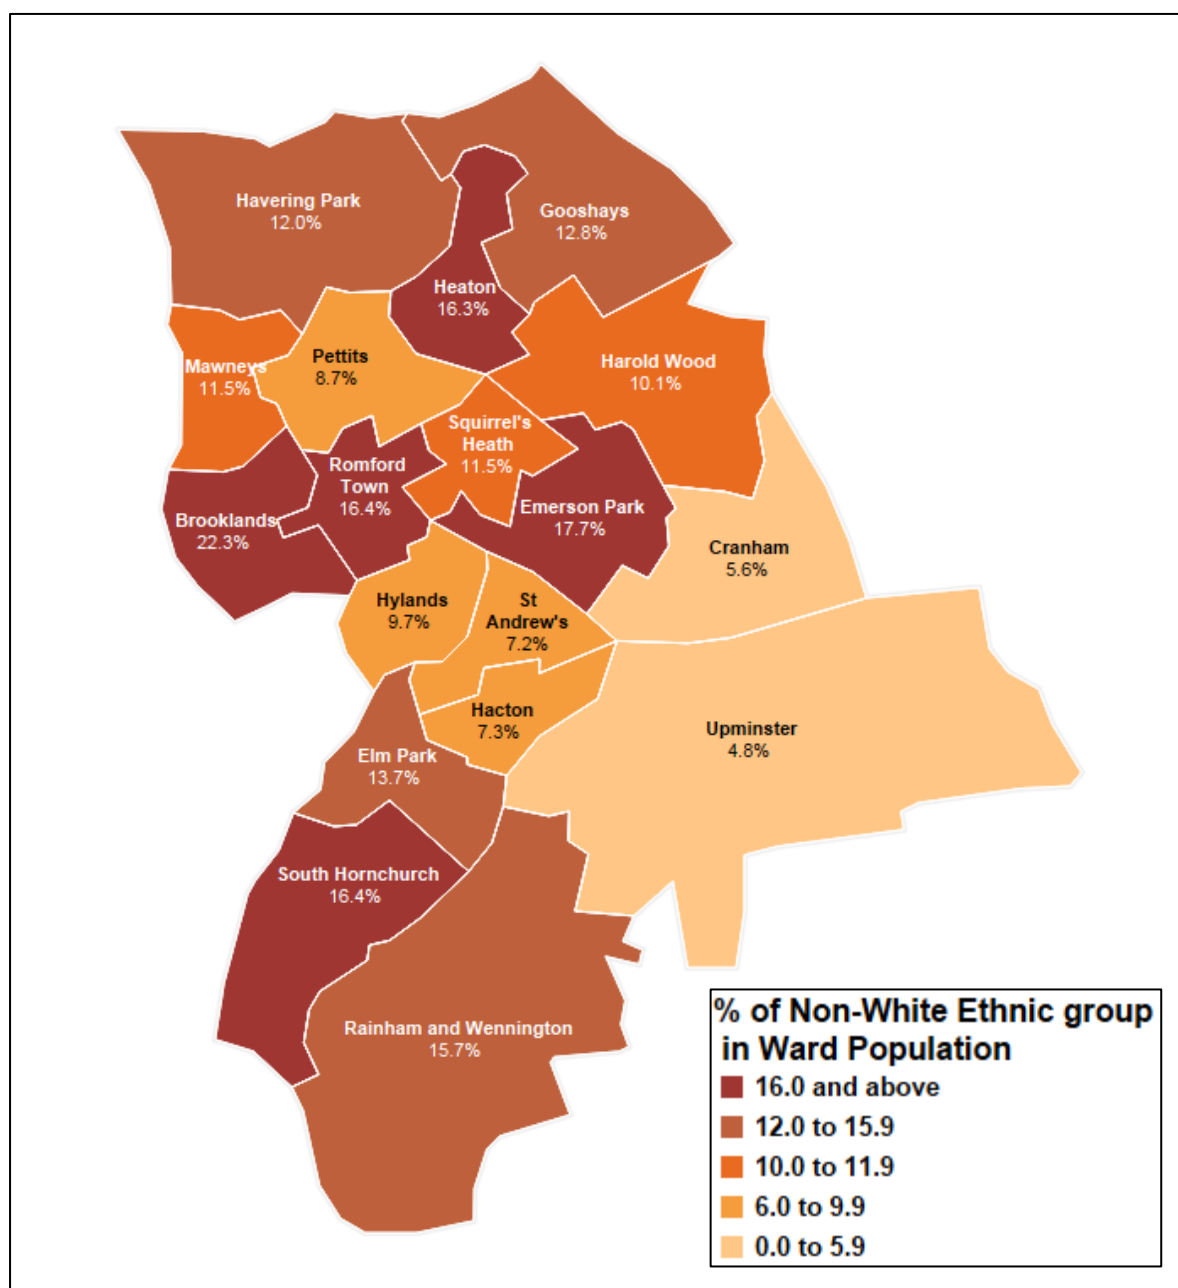 Havering Park
12.0%
Gooshays
12.8%
Heaton
16.3%
Pettits
8.7%
Mawneys
11.5%
Harold Wood
10.1%
Squirrel's
Heath
11.5%
Romford
Town
16.4%
Emerson Park
17.7%
Brooklands
22.3%
Cranham
5.6%
Hylands
9.7%
St
Andrew's
7.2%
Hacton
7.3%
Upminster
4.8%
Elm Park
13.7%
South Hornchurch
16.4%
Rainham and Wennington
15.7%
% of Non-White Ethnic group
in Ward Population
16.0 and above
12.0 to 15.9
10.0 to 11.9
6.0 to 9.9
0.0 to 5.9